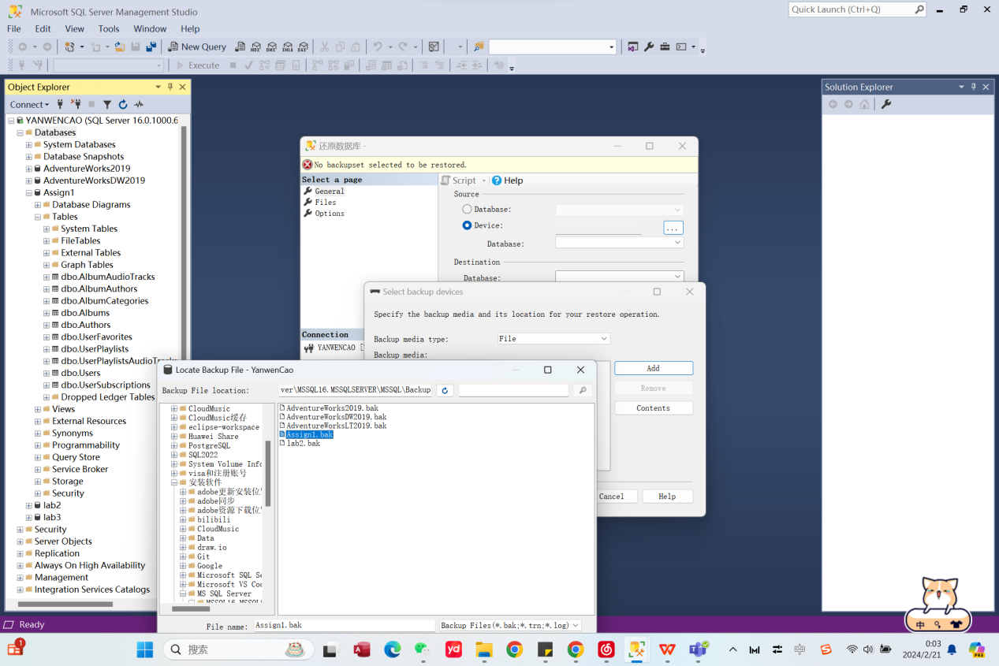 Microsoft SQL Server Management Studio
Quick Launch (Ctrl+Q)
File Edit View Tools Window Help
New Query
MDX DMX XMLA DAX
Execute
Object Explorer
Connect
YANWENCAO (SQL Server 16.0.1000.6
Databases
System Databases
Database Snapshots
AdventureWorks2019
AdventureWorksDW2019
Assign1
Database Diagrams
Tables
System Tables
FileTables
External Tables
Graph Tables
dbo.AlbumAudioTracks
dbo.AlbumAuthors
dbo.AlbumCategories
dbo.Albums
dbo.Authors
dbo.UserFavorites
dbo.UserPlaylists
dbo.UserPlaylistsAudioTracks
dbo.Users
dbo.UserSubscriptions
Dropped Ledger Tables
Views
External Resources
Synonyms
Programmability
Query Store
Service Broker
Storage
Security
lab2
lab3
Security
Server Objects
Replication
Always On High Availability
Management
Integration Services Catalogs
Solution Explorer
还原数据库 -
No backupset selected to be restored.
Select a page
General
Files
Options
Script
Help
Source
Database:
Device:
...
Database:
Destination
Database:
Connection
YANWENCAO [
Select backup devices
Specify the backup media and its location for your restore operation.
Backup media type: File
Backup media:
Add
Remove
Contents
Cancel Help
Locate Backup File - YanwenCao
Backup File location: ver\MSSQL16.MSSQLSERVER\MSSQL\Backup
CloudMusic
CloudMusic缓存
eclipse-workspace
Huawei Share
PostgreSQL
SQL2022
System Volume Info
visa和注册账号
安装软件
adobe更新安装位
adobe同步
adobe资源下载位
bilibili
CloudMusic
Data
draw.io
Git
Google
Microsoft SQL Se
Microsoft VS Cod
MS SQL Server
AdventureWorks2019.bak
AdventureWorksDW2019.bak
AdventureWorksLT2019.bak
Assign1.bak
lab2.bak
File name: Assign1.bak Backup Files(*.bak;*.trn;*.log)
Ready
中
1
搜索
yd
中
0:03
2024/2/21
PRE